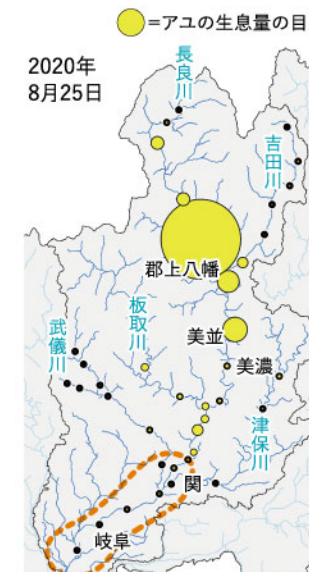 =アユの生息量の目
2020年
8月25日
長良川
吉田川
郡上八幡
板取川
美並
武儀川
美濃
津保川
関
岐阜